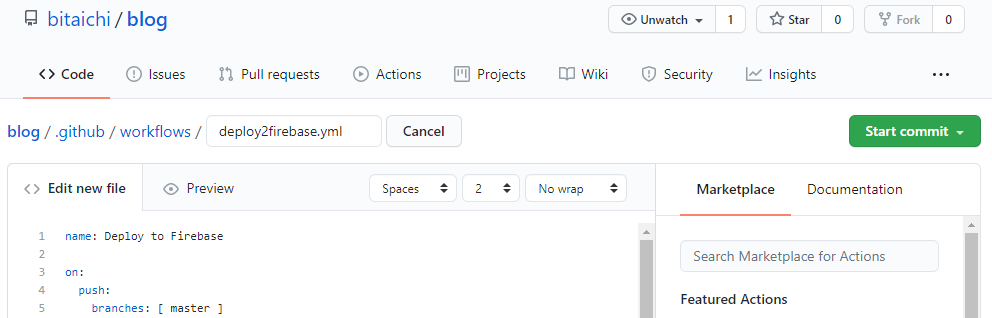 bitaichi / blog
Unwatch 1 Star 0 Fork 0
Code Issues Pull requests Actions Projects Wiki Security Insights ...
blog / .github / workflows / deploy2firebase.yml Cancel Start commit
Edit new file Preview Spaces 2 No wrap
1 name: Deploy to Firebase
2
3 on:
4 push:
5 branches: [ master ]
Marketplace Documentation
Search Marketplace for Actions
Featured Actions